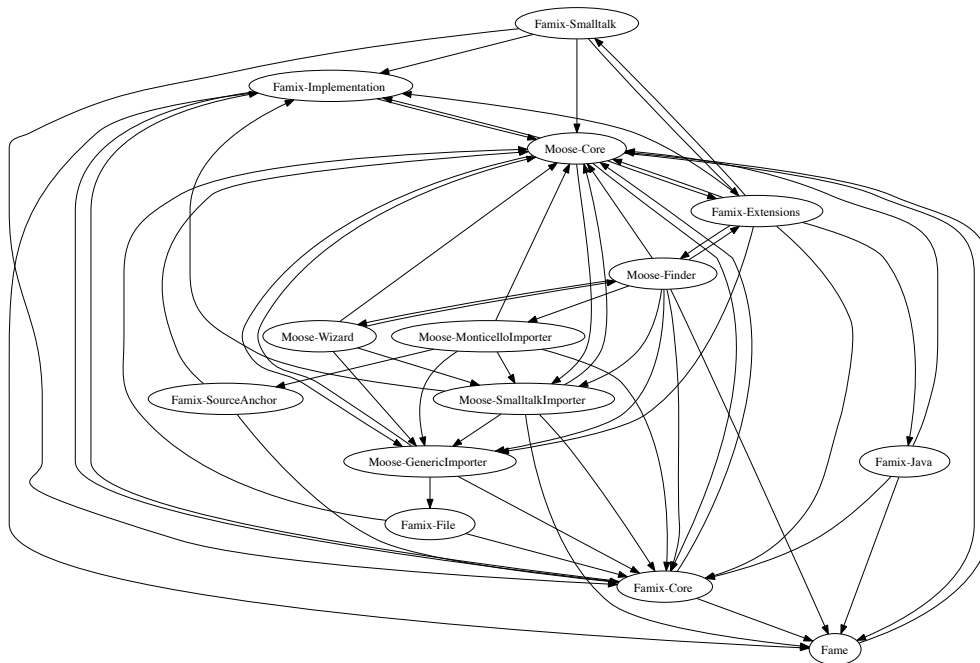 Famix-Smalltalk
Famix-Implementation
Moose-Core
Famix-Extensions
Moose-Finder
Moose-Wizard
Moose-MonticelloImporter
Famix-SourceAnchor
Moose-SmalltalkImporter
Moose-GenericImporter
Famix-Java
Famix-File
Famix-Core
Fame